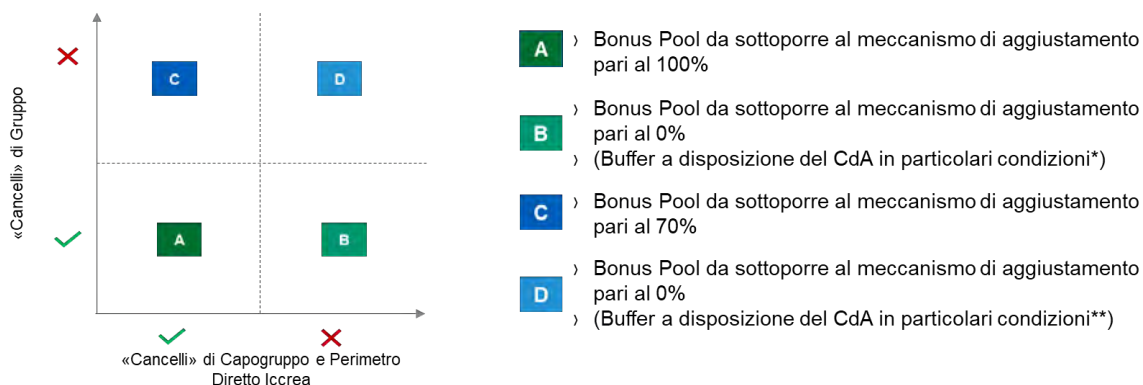 «Cancelli» di Gruppo
C
D
A
B
«Cancelli» di Capogruppo e Perimetro
Diretto Iccrea
A
› Bonus Pool da sottoporre al meccanismo di aggiustamento
pari al 100%
B
› Bonus Pool da sottoporre al meccanismo di aggiustamento
pari al 0%
› (Buffer a disposizione del CdA in particolari condizioni*)
C
› Bonus Pool da sottoporre al meccanismo di aggiustamento
pari al 70%
D
› Bonus Pool da sottoporre al meccanismo di aggiustamento
pari al 0%
› (Buffer a disposizione del CdA in particolari condizioni**)